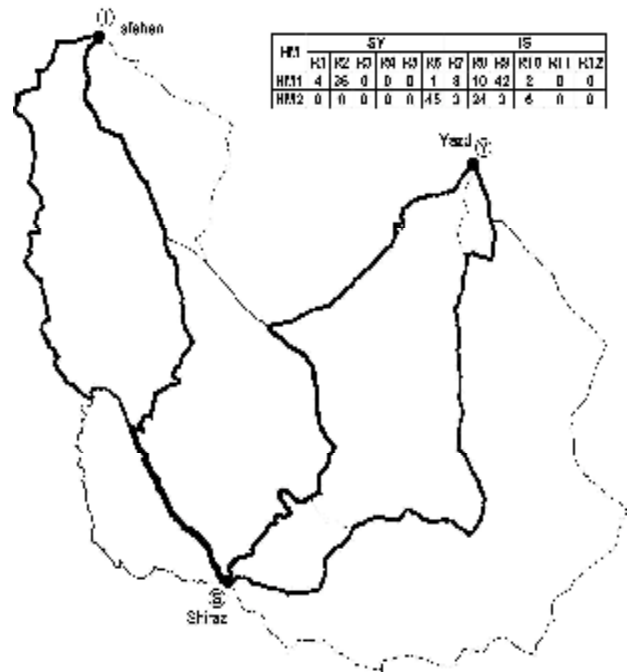 I
sfahan
HM SY IS
K1 K2 K3 K4 K5 K6 K7 K8 K9 K10 K11 K12
HM1 4 36 0 0 0 1 8 10 42 2 0 0
HM2 0 0 0 0 0 45 3 24 3 6 0 0
Yazd Y
S
Shiraz